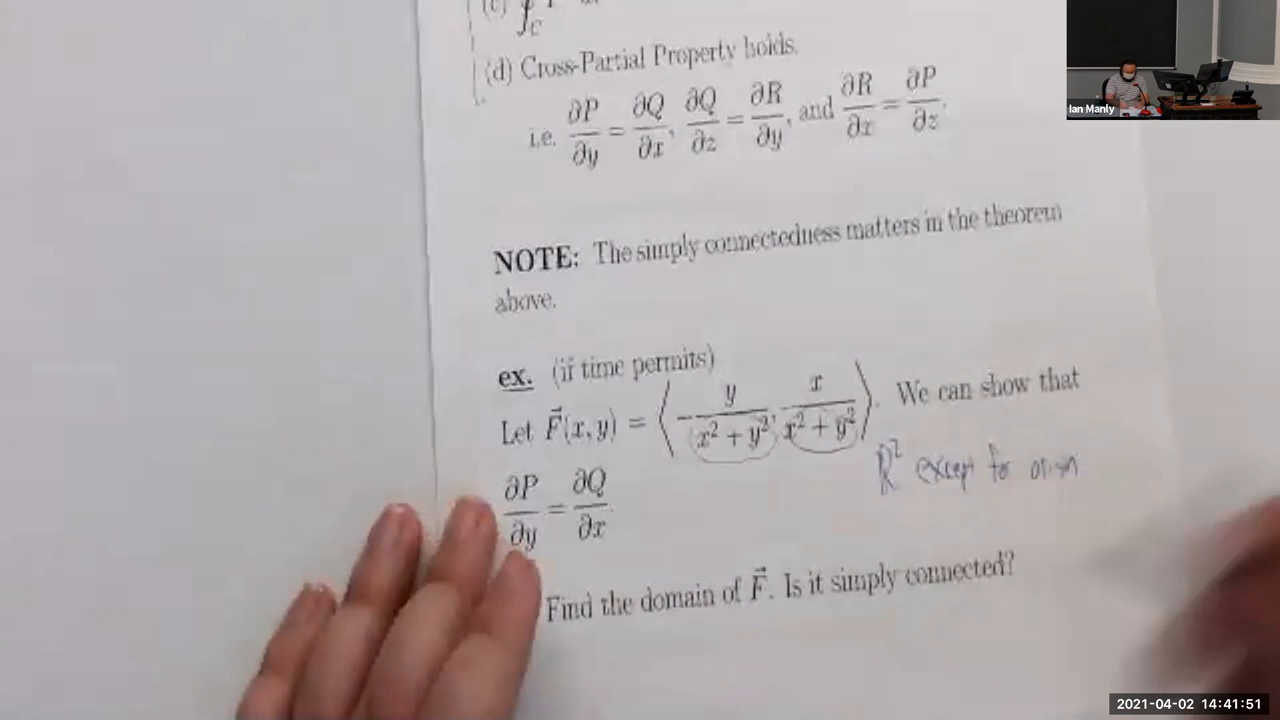 (d) Cross-Partial Property holds.
i.e. ∂P/∂y = ∂Q/∂x, ∂Q/∂z = ∂R/∂y, and ∂R/∂x = ∂P/∂z.
Ian Manly
NOTE: The simply connectedness matters in the theorem
above.
ex. (if time permits)
Let F⃗(x, y) = ⟨−y/(x² + y²), x/(x² + y²)⟩. We can show that
R² except for origin
∂P/∂y = ∂Q/∂x
Find the domain of F⃗. Is it simply connected?
2021-04-02 14:41:51